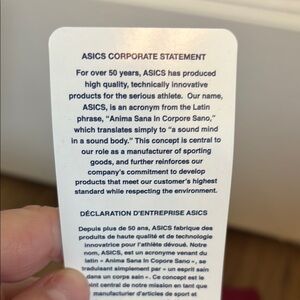 ASICS CORPORATE STATEMENT
For over 50 years, ASICS has produced
high quality, technically innovative
products for the serious athlete. Our name,
ASICS, is an acronym from the Latin
phrase, "Anima Sana In Corpore Sano,"
which translates simply to "a sound mind
in a sound body." This concept is central to
our role as a manufacturer of sporting
goods, and further reinforces our
company's commitment to develop
products that meet our customer's highest
standard while respecting the environment.
DÉCLARATION D'ENTREPRISE ASICS
Depuis plus de 50 ans, ASICS fabrique des
produits de haute qualité et de technologie
innovatrice pour l'athlète dévoué. Notre
nom, ASICS, est un acronyme venant du
latin « Anima Sana In Corpore Sano », se
traduisant simplement par « un esprit sain
dans un corps sain ». Ce concept est le
point central de notre mission en tant que
manufacturier d'articles de sport et